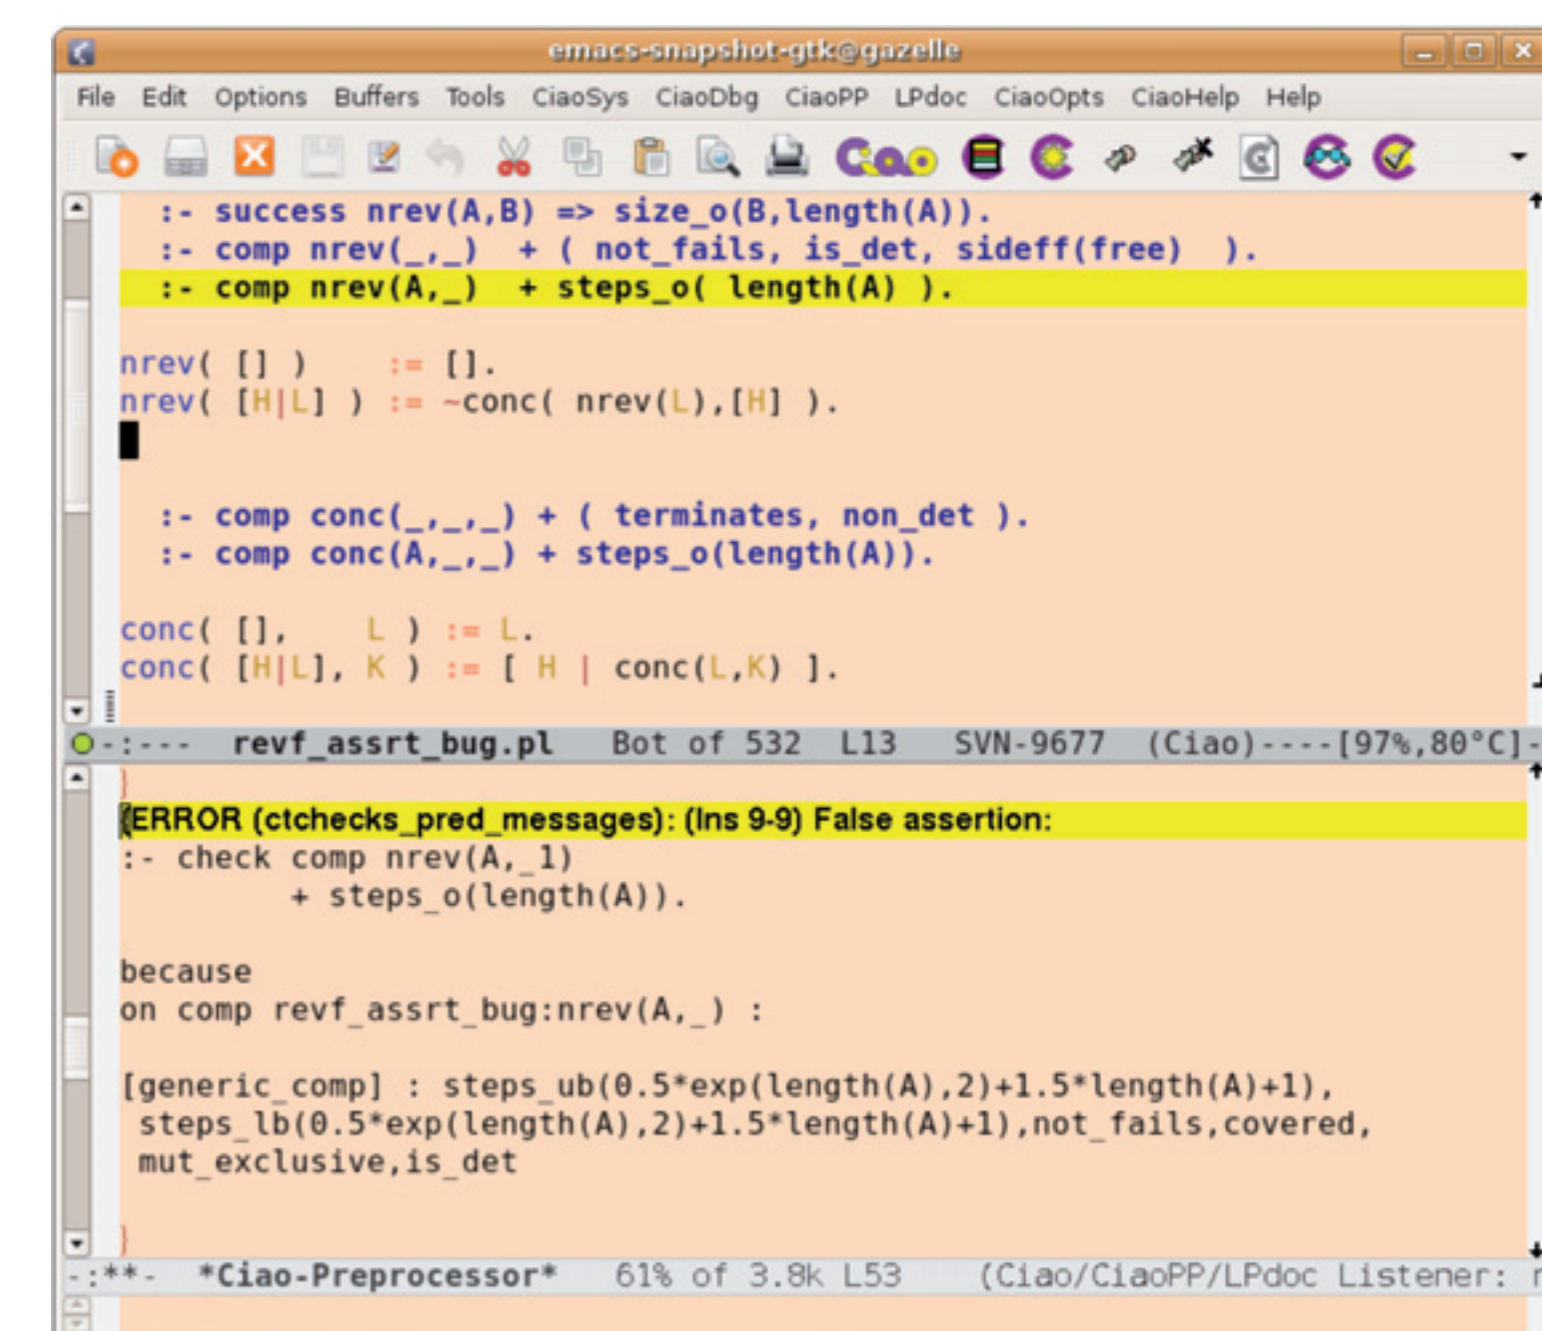 emacs-snapshot-gtk@gazelle
File Edit Options Buffers Tools CiaoSys CiaoDbg CiaoPP LPdoc CiaoOpts CiaoHelp Help
Ciao
:- success nrev(A,B) => size_o(B,length(A)).
:- comp nrev(_,_)  + ( not_fails, is_det, sideff(free)  ).
:- comp nrev(A,_)  + steps_o( length(A) ).
nrev( [] )    := [].
nrev( [H|L] ) := ~conc( nrev(L),[H] ).
:- comp conc(_,_,_) + ( terminates, non_det ).
:- comp conc(A,_,_) + steps_o(length(A)).
conc( [],    L ) := L.
conc( [H|L], K ) := [ H | conc(L,K) ].
-:---  revf_assrt_bug.pl   Bot of 532  L13   SVN-9677  (Ciao)----[97%,80°C]-
}
{ERROR (ctchecks_pred_messages): (lns 9-9) False assertion:
:- check comp nrev(A,_1)
+ steps_o(length(A)).
because
on comp revf_assrt_bug:nrev(A,_) :
[generic_comp] : steps_ub(0.5*exp(length(A),2)+1.5*length(A)+1),
steps_lb(0.5*exp(length(A),2)+1.5*length(A)+1),not_fails,covered,
mut_exclusive,is_det
}
-:**-  *Ciao-Preprocessor*   61% of 3.8k L53    (Ciao/CiaoPP/LPdoc Listener: